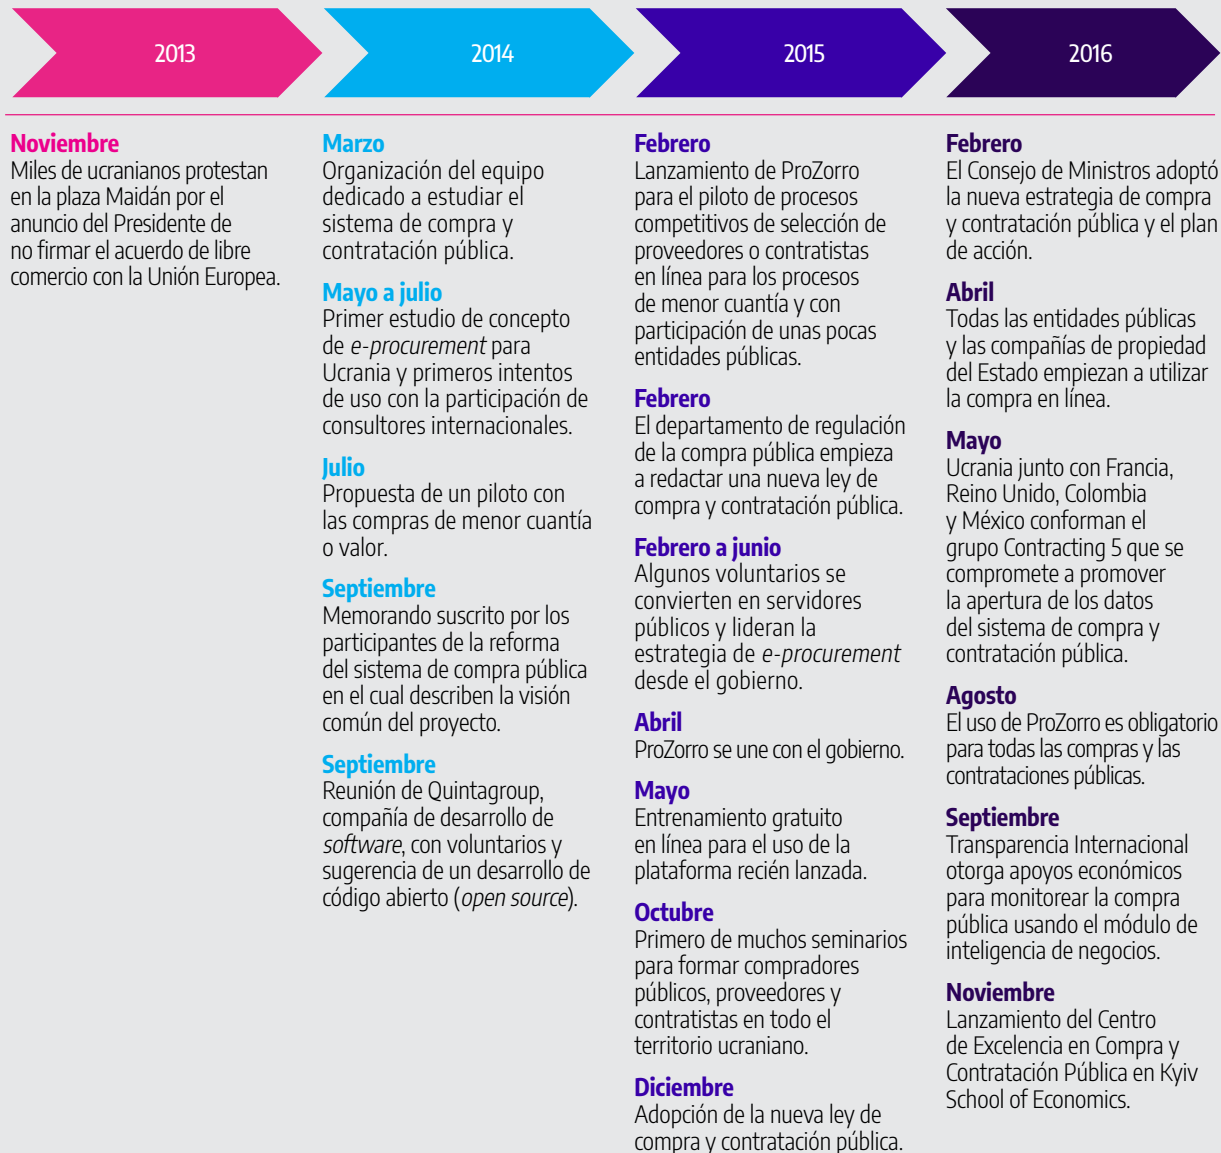 2013
2014
2015
2016
Noviembre
Miles de ucranianos protestan
en la plaza Maidán por el
anuncio del Presidente de
no firmar el acuerdo de libre
comercio con la Unión Europea.
Marzo
Organización del equipo
dedicado a estudiar el
sistema de compra y
contratación pública.
Mayo a julio
Primer estudio de concepto
de e-procurement para
Ucrania y primeros intentos
de uso con la participación de
consultores internacionales.
Julio
Propuesta de un piloto con
las compras de menor cuantía
o valor.
Septiembre
Memorando suscrito por los
participantes de la reforma
del sistema de compra pública
en el cual describen la visión
común del proyecto.
Septiembre
Reunión de Quintagroup,
compañía de desarrollo de
software, con voluntarios y
sugerencia de un desarrollo de
código abierto (open source).
Febrero
Lanzamiento de ProZorro
para el piloto de procesos
competitivos de selección de
proveedores o contratistas
en línea para los procesos
de menor cuantía y con
participación de unas pocas
entidades públicas.
Febrero
El departamento de regulación
de la compra pública empieza
a redactar una nueva ley de
compra y contratación pública.
Febrero a junio
Algunos voluntarios se
convierten en servidores
públicos y lideran la
estrategia de e-procurement
desde el gobierno.
Abril
ProZorro se une con el gobierno.
Mayo
Entrenamiento gratuito
en línea para el uso de la
plataforma recién lanzada.
Octubre
Primero de muchos seminarios
para formar compradores
públicos, proveedores y
contratistas en todo el
territorio ucraniano.
Diciembre
Adopción de la nueva ley de
compra y contratación pública.
Febrero
El Consejo de Ministros adoptó
la nueva estrategia de compra
y contratación pública y el plan
de acción.
Abril
Todas las entidades públicas
y las compañías de propiedad
del Estado empiezan a utilizar
la compra en línea.
Mayo
Ucrania junto con Francia,
Reino Unido, Colombia
y México conforman el
grupo Contracting 5 que se
compromete a promover
la apertura de los datos
del sistema de compra y
contratación pública.
Agosto
El uso de ProZorro es obligatorio
para todas las compras y las
contrataciones públicas.
Septiembre
Transparencia Internacional
otorga apoyos económicos
para monitorear la compra
pública usando el módulo de
inteligencia de negocios.
Noviembre
Lanzamiento del Centro
de Excelencia en Compra y
Contratación Pública en Kyiv
School of Economics.